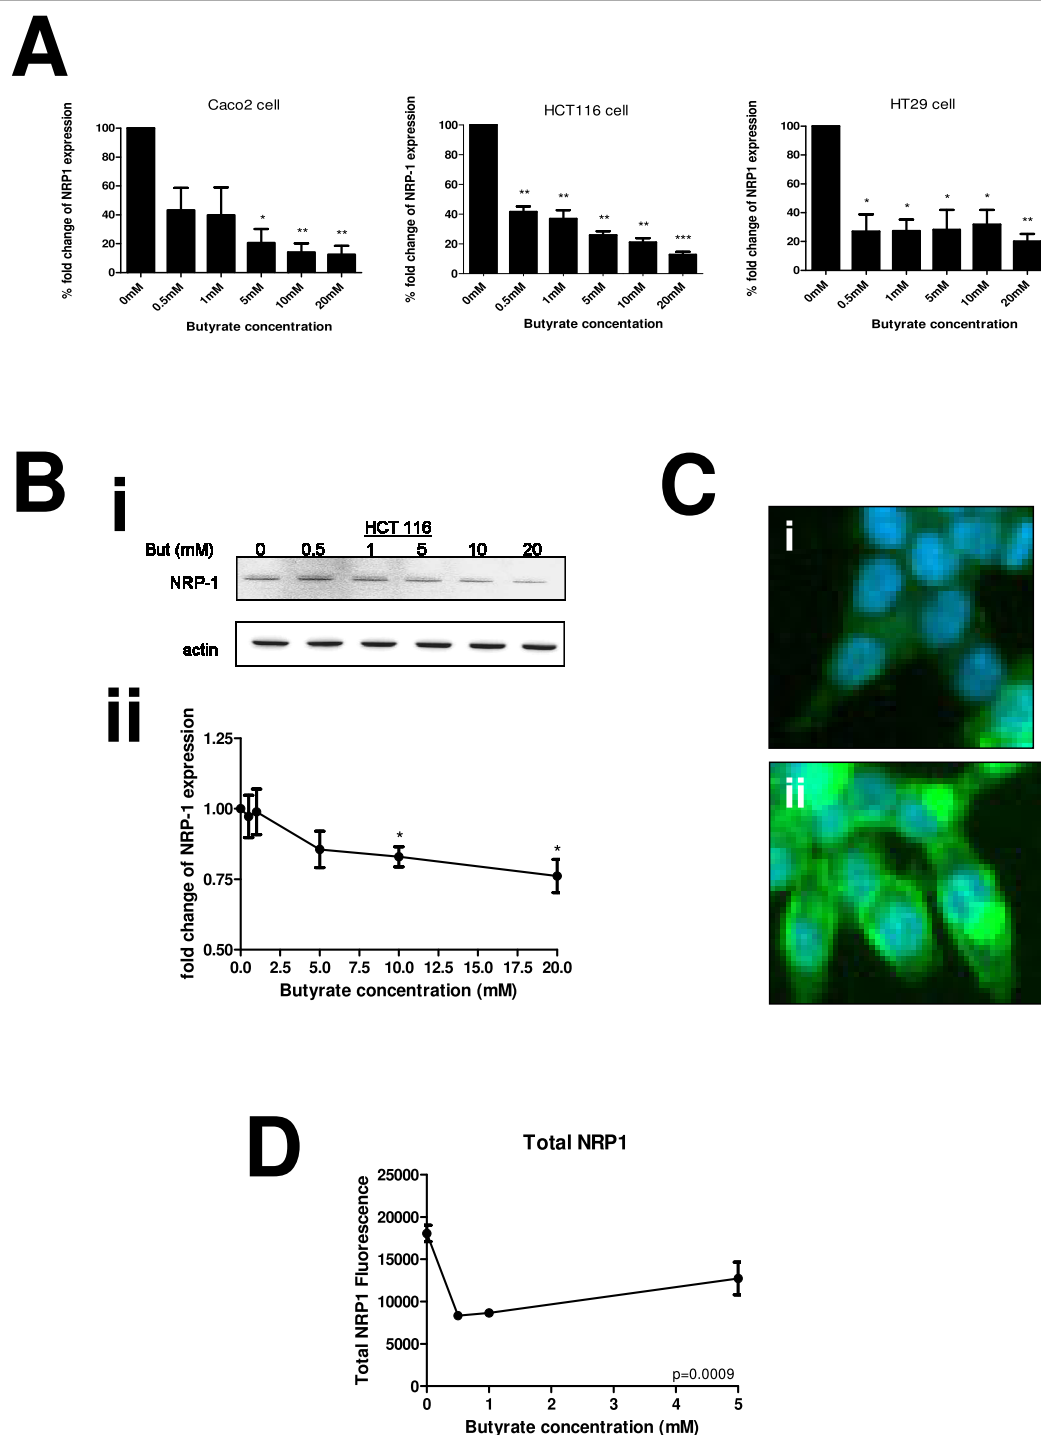 A
Caco2 cell
% fold change of NRP1 expression
100
80
60
40
20
0
*
**
**
0mM
0.5mM
1mM
5mM
10mM
20mM
Butyrate concentration
HCT116 cell
% fold change of NRP-1 expression
100
80
60
40
20
0
**
**
**
**
***
0mM
0.5mM
1mM
5mM
10mM
20mM
Butyrate concentation
HT29 cell
% fold change of NRP1 expression
100
80
60
40
20
0
*
*
*
*
**
0mM
0.5mM
1mM
5mM
10mM
20mM
Butyrate concentration
B
i
HCT 116
But (mM) 0 0.5 1 5 10 20
NRP-1
actin
ii
fold change of NRP-1 expression
1.25
1.00
0.75
0.50
*
*
0.0 2.5 5.0 7.5 10.0 12.5 15.0 17.5 20.0
Butyrate concentration (mM)
C
i
ii
D
Total NRP1
Total NRP1 Fluorescence
25000
20000
15000
10000
5000
0
p=0.0009
0 1 2 3 4 5
Butyrate concentration (mM)